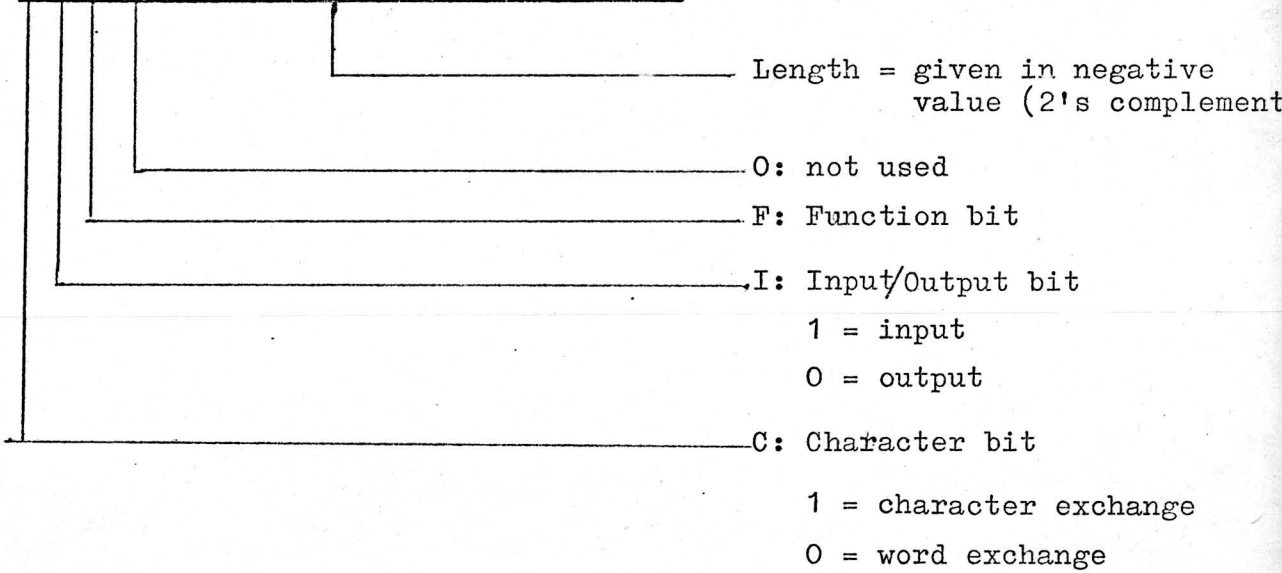 Length = given in negative
value (2's complement
O: not used
F: Function bit
I: Input/Output bit
1 = input
0 = output
C: Character bit
1 = character exchange
0 = word exchange